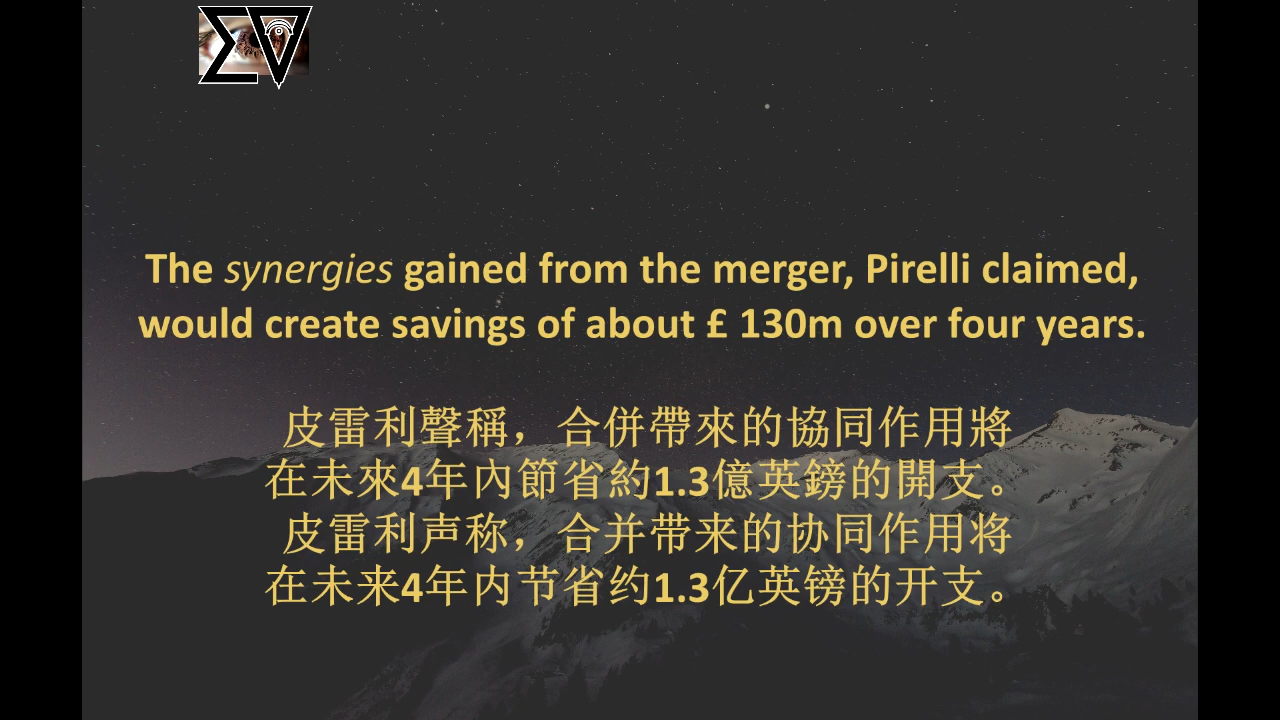 The synergies gained from the merger, Pirelli claimed,
would create savings of about £ 130m over four years.
皮雷利聲稱，合併帶來的協同作用將
在未來4年內節省約1.3億英鎊的開支。
皮雷利声称，合并带来的协同作用将
在未来4年内节省约1.3亿英镑的开支。